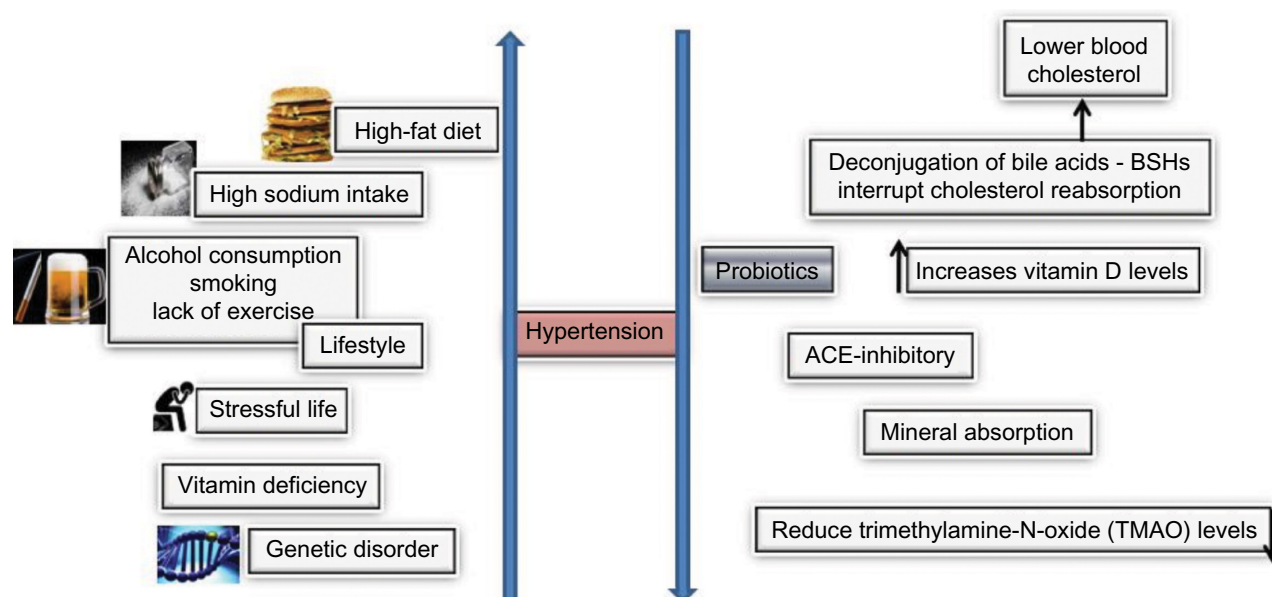 High-fat diet
High sodium intake
Alcohol consumption
smoking
lack of exercise
Lifestyle
Stressful life
Vitamin deficiency
Genetic disorder
Hypertension
Probiotics
Lower blood
cholesterol
Deconjugation of bile acids - BSHs
interrupt cholesterol reabsorption
Increases vitamin D levels
ACE-inhibitory
Mineral absorption
Reduce trimethylamine-N-oxide (TMAO) levels